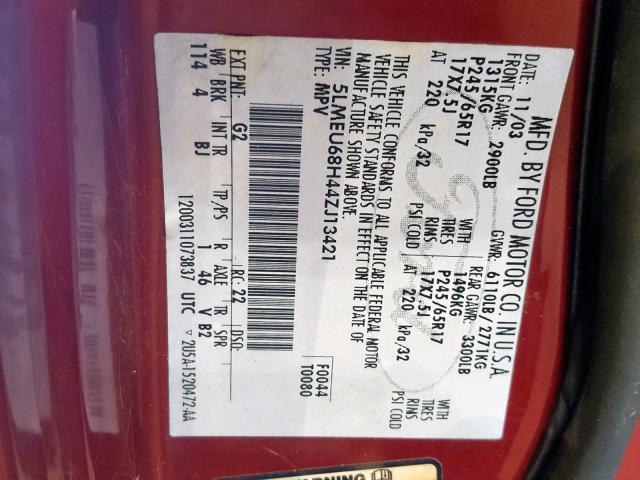 MFD. BY FORD MOTOR CO. IN U.S.A.
DATE: 11/03 GVWR: 6110LB/ 2771KG
FRONT GAWR: 2900LB REAR GAWR: 3300LB
1315KG WITH 1496KG WITH
P245/65R17 TIRES P245/65R17 TIRES
17X7.5J RIMS 17X7.5J RIMS
AT 220 kPa/32 PSI COLD AT 220 kPa/32 PSI COLD
THIS VEHICLE CONFORMS TO ALL APPLICABLE FEDERAL MOTOR
VEHICLE SAFETY STANDARDS IN EFFECT ON THE DATE OF
MANUFACTURE SHOWN ABOVE.
VIN: 5LMEU68H44ZJ13421 F0044
TYPE: MPV T0080
EXT PNT: G2 RC: 22 DSO:
WB BRK INT TR TP/PS R AXLE TR SPR
114 4 BJ 1 46 V B2
120031107383​7 UTC 2U5A-1520472-AA
WARNING